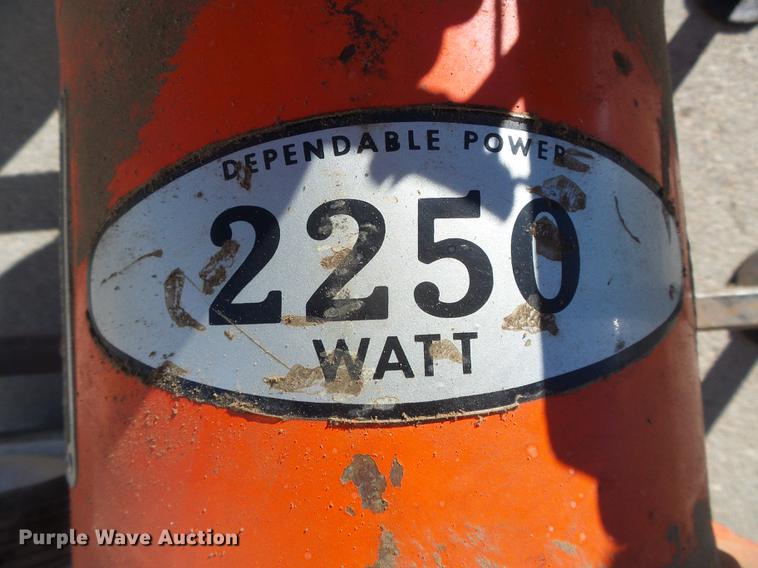 DEPENDABLE POWER
2250
WATT
Purple Wave Auction